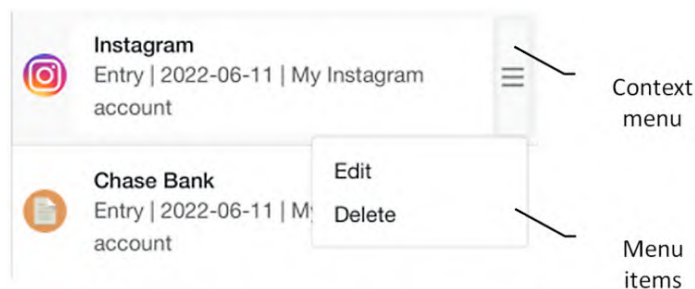 Instagram
Entry | 2022-06-11 | My Instagram
account
Context
menu
Edit
Chase Bank
Entry | 2022-06-11 | M
Delete
account
Menu
items